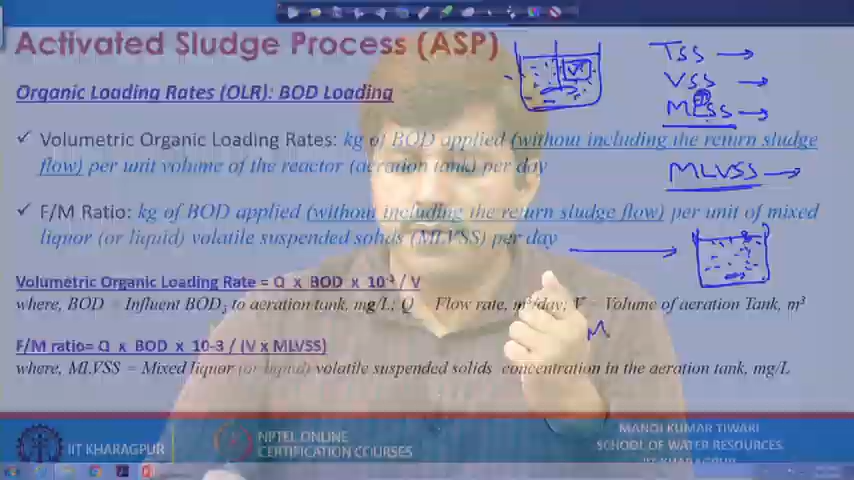 Activated Sludge Process (ASP)
Organic Loading Rates (OLR): BOD Loading
✓ Volumetric Organic Loading Rates: kg of BOD applied (without including the return sludge
flow) per unit volume of the reactor (aeration tank) per day
✓ F/M Ratio: kg of BOD applied (without including the return sludge flow) per unit of mixed
liquor (or liquid) volatile suspended solids (MLVSS) per day
Volumetric Organic Loading Rate = Q x BOD x 10⁻³ / V
where, BOD = Influent BOD₅ to aeration tank, mg/L; Q Flow rate, m³/day; V = Volume of aeration Tank, m³
F/M ratio= Q x BOD x 10-3 / (V x MLVSS)
where, MLVSS = Mixed liquor (or liquid) volatile suspended solids concentration in the aeration tank, mg/L
TSS →
VSS →
MLSS →
MLVSS →
M
IIT KHARAGPUR
NPTEL ONLINE
CERTIFICATION COURSES
MANOJ KUMAR TIWARI
SCHOOL OF WATER RESOURCES
IIT KHARAGPUR